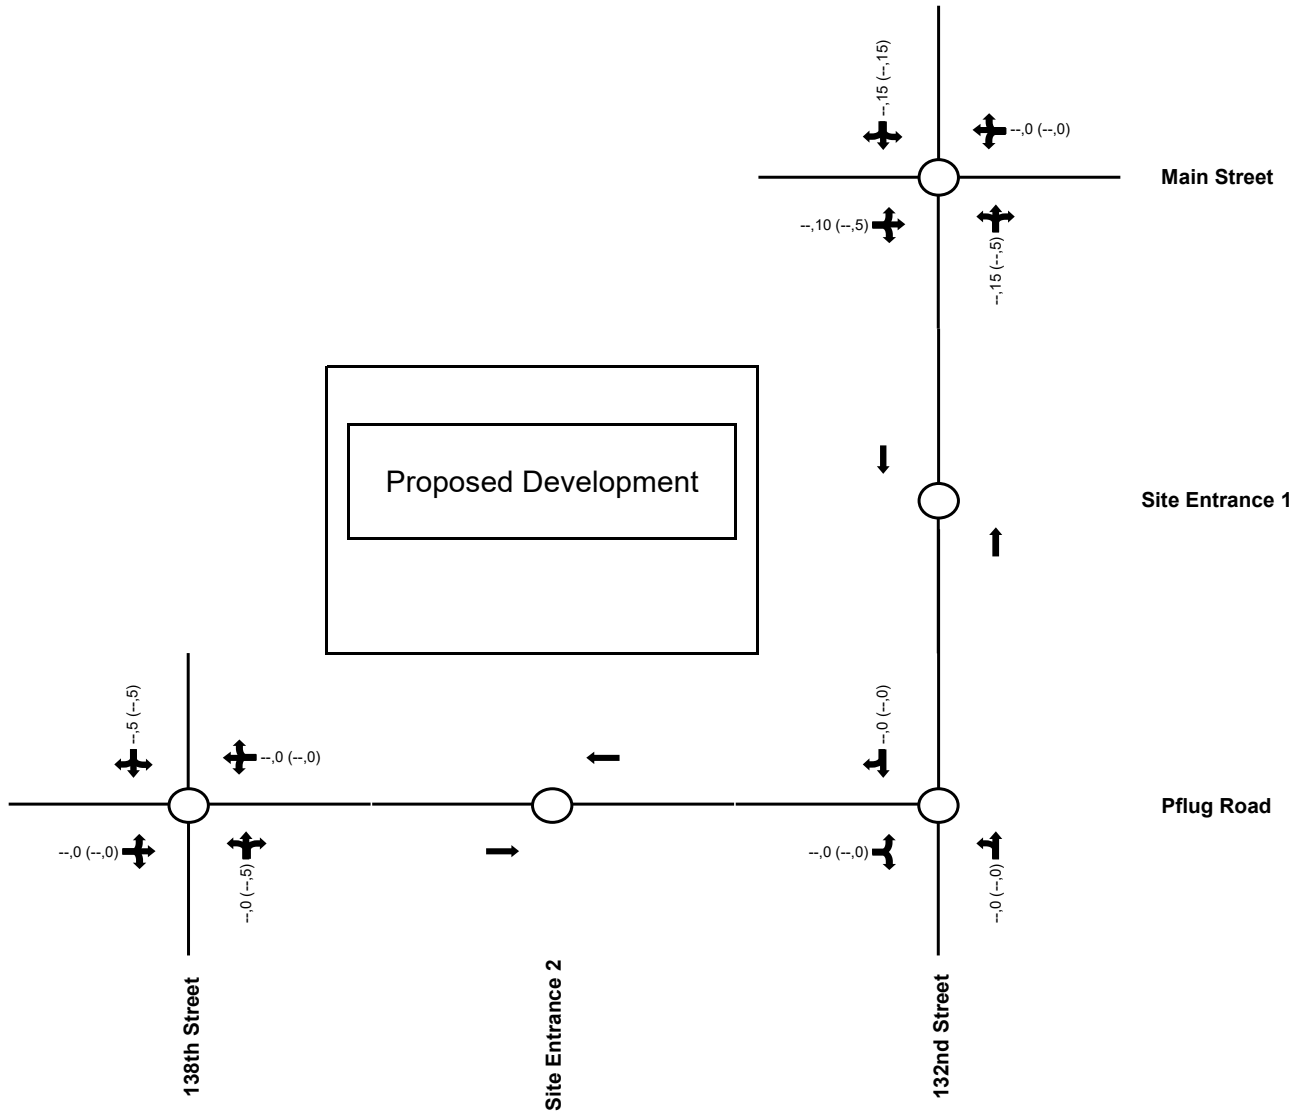 --,15 (--,15)
--,0 (--,0)
Main Street
--,10 (--,5)
--,15 (--,5)
Proposed Development
Site Entrance 1
--,5 (--,5)
--,0 (--,0)
--,0 (--,0)
Pflug Road
--,0 (--,0)
--,0 (--,5)
--,0 (--,0)
--,0 (--,0)
138th Street
Site Entrance 2
132nd Street